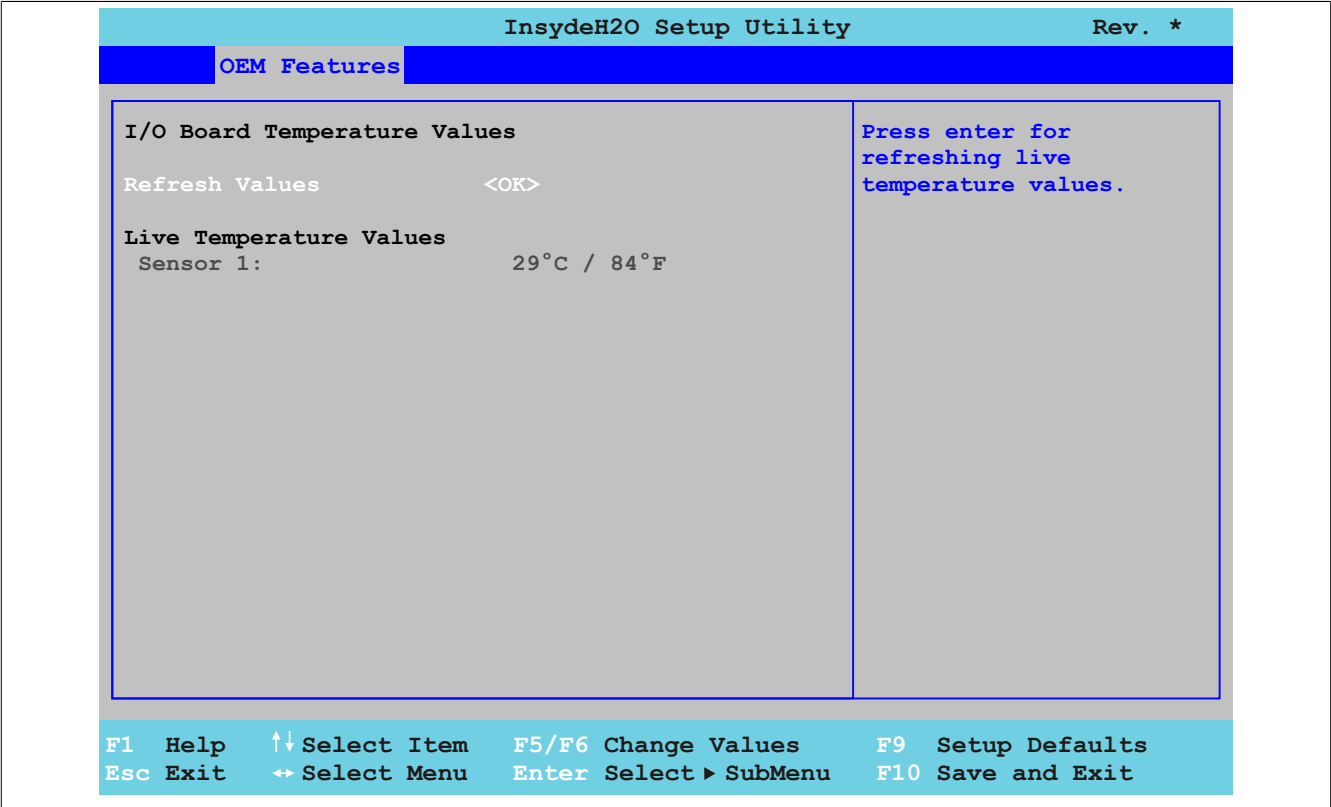 InsydeH2O Setup Utility Rev. *
OEM Features
I/O Board Temperature Values
Refresh Values <OK>
Live Temperature Values
Sensor 1: 29°C / 84°F
Press enter for
refreshing live
temperature values.
F1 Help ↑↓ Select Item F5/F6 Change Values F9 Setup Defaults
Esc Exit ↔ Select Menu Enter Select ▶ SubMenu F10 Save and Exit